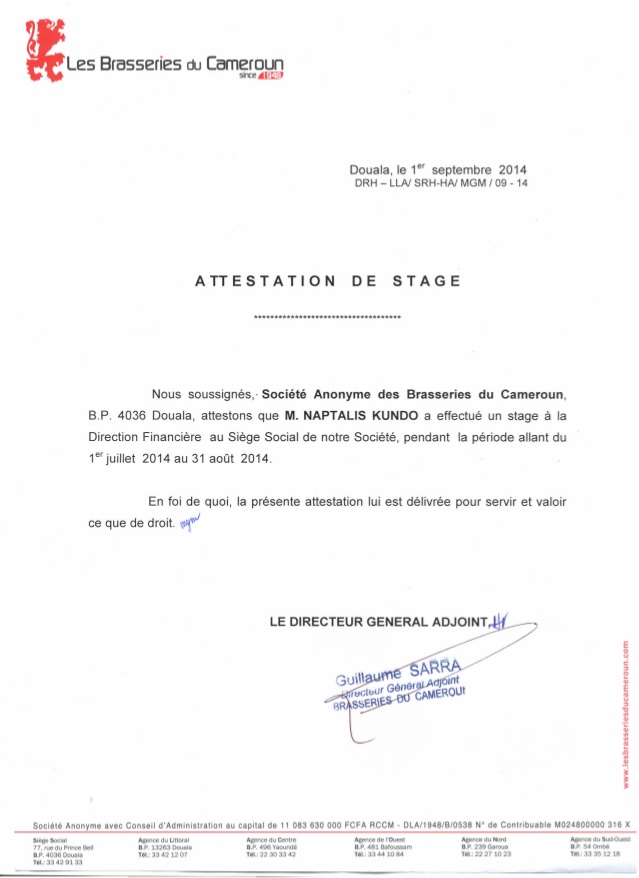 Les Brasseries du Cameroun
since 1948
Douala, le 1er septembre 2014
DRH – LLA/ SRH-HA/ MGM / 09 - 14
ATTESTATION DE STAGE
************************************
Nous soussignés, Société Anonyme des Brasseries du Cameroun,
B.P. 4036 Douala, attestons que M. NAPTALIS KUNDO a effectué un stage à la
Direction Financière au Siège Social de notre Société, pendant la période allant du
1er juillet 2014 au 31 août 2014.
En foi de quoi, la présente attestation lui est délivrée pour servir et valoir
ce que de droit. mgm
LE DIRECTEUR GENERAL ADJOINT,
Guillaume SARRA
Directeur Général Adjoint
BRASSERIES DU CAMEROUN
www.lesbrasseriesducameroun.com
Société Anonyme avec Conseil d'Administration au capital de 11 083 630 000 FCFA RCCM - DLA/1948/B/0538 N° de Contribuable M024800000 316 X
Siège Social
77, rue du Prince Bell
B.P. 4036 Douala
Tél.: 33 42 91 33
Agence du Littoral
B.P. 13263 Douala
Tél.: 33 42 12 07
Agence du Centre
B.P. 496 Yaoundé
Tél.: 22 30 33 42
Agence de l'Ouest
B.P. 481 Bafoussam
Tél.: 33 44 10 84
Agence du Nord
B.P. 239 Garoua
Tél.: 22 27 10 23
Agence du Sud-Ouest
B.P. 54 Ombé
Tél.: 33 35 12 18